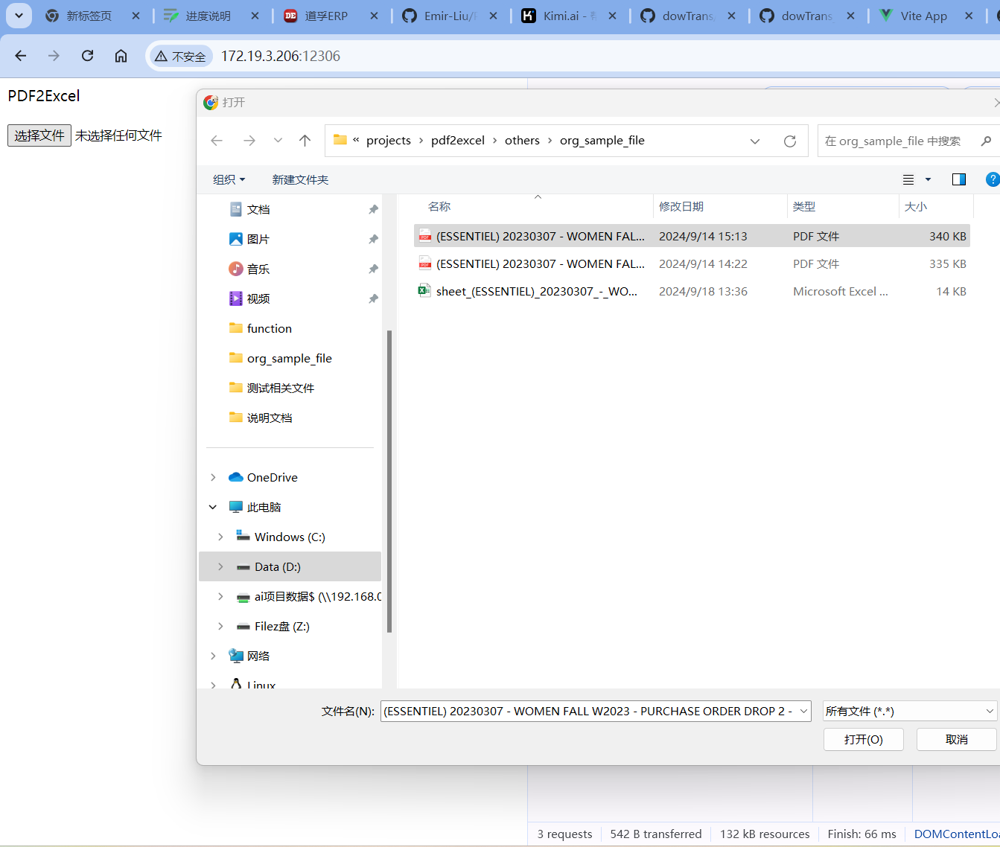 新标签页
进度说明
DE 道孚ERP
Emir-Liu/
Kimi.ai -
dowTrans
dowTrans
Vite App
不安全 172.19.3.206:12306
PDF2Excel
选择文件 未选择任何文件
打开
« projects › pdf2excel › others › org_sample_file
在 org_sample_file 中搜索
组织 新建文件夹
文档
图片
音乐
视频
function
org_sample_file
测试相关文件
说明文档
OneDrive
此电脑
Windows (C:)
Data (D:)
ai项目数据$ (\\192.168.0
Filez盘 (Z:)
网络
Linux
名称 修改日期 类型 大小
(ESSENTIEL) 20230307 - WOMEN FAL... 2024/9/14 15:13 PDF 文件 340 KB
(ESSENTIEL) 20230307 - WOMEN FAL... 2024/9/14 14:22 PDF 文件 335 KB
sheet_(ESSENTIEL)_20230307_-_WO... 2024/9/18 13:36 Microsoft Excel ... 14 KB
文件名(N): (ESSENTIEL) 20230307 - WOMEN FALL W2023 - PURCHASE ORDER DROP 2 - 所有文件 (*.*)
打开(O) 取消
3 requests 542 B transferred 132 kB resources Finish: 66 ms DOMContentLoa